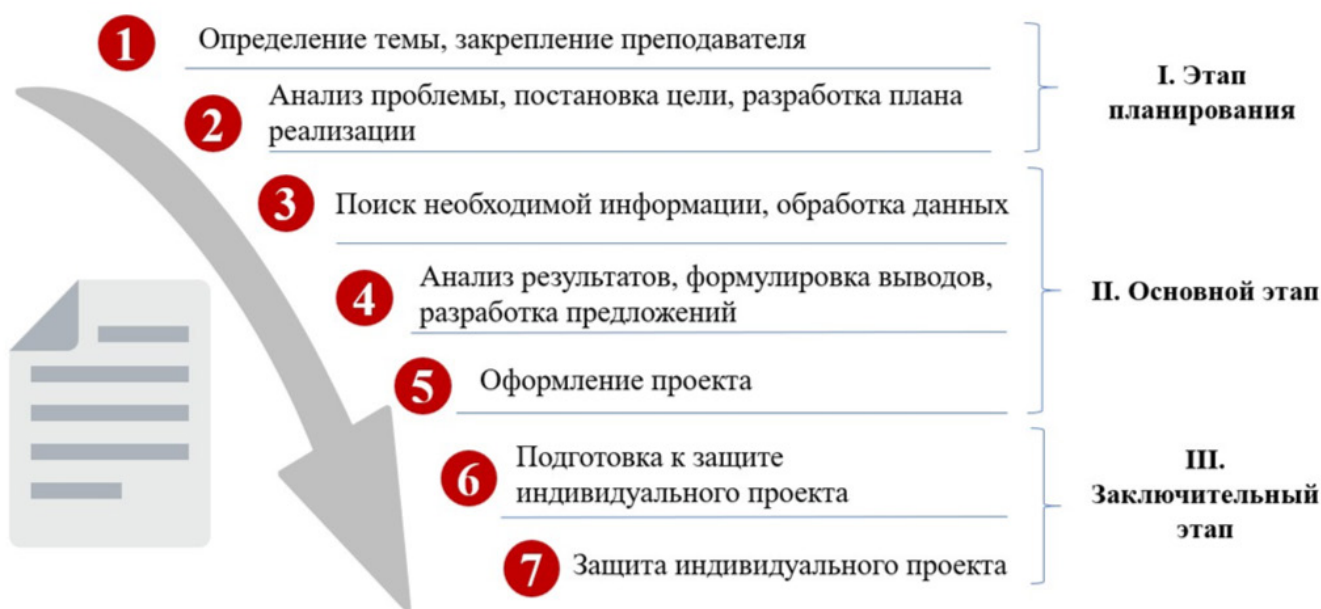 1
Определение темы, закрепление преподавателя
2
Анализ проблемы, постановка цели, разработка плана
реализации
I. Этап
планирования
3
Поиск необходимой информации, обработка данных
4
Анализ результатов, формулировка выводов,
разработка предложений
5
Оформление проекта
II. Основной этап
6
Подготовка к защите
индивидуального проекта
7
Защита индивидуального проекта
III.
Заключительный
этап